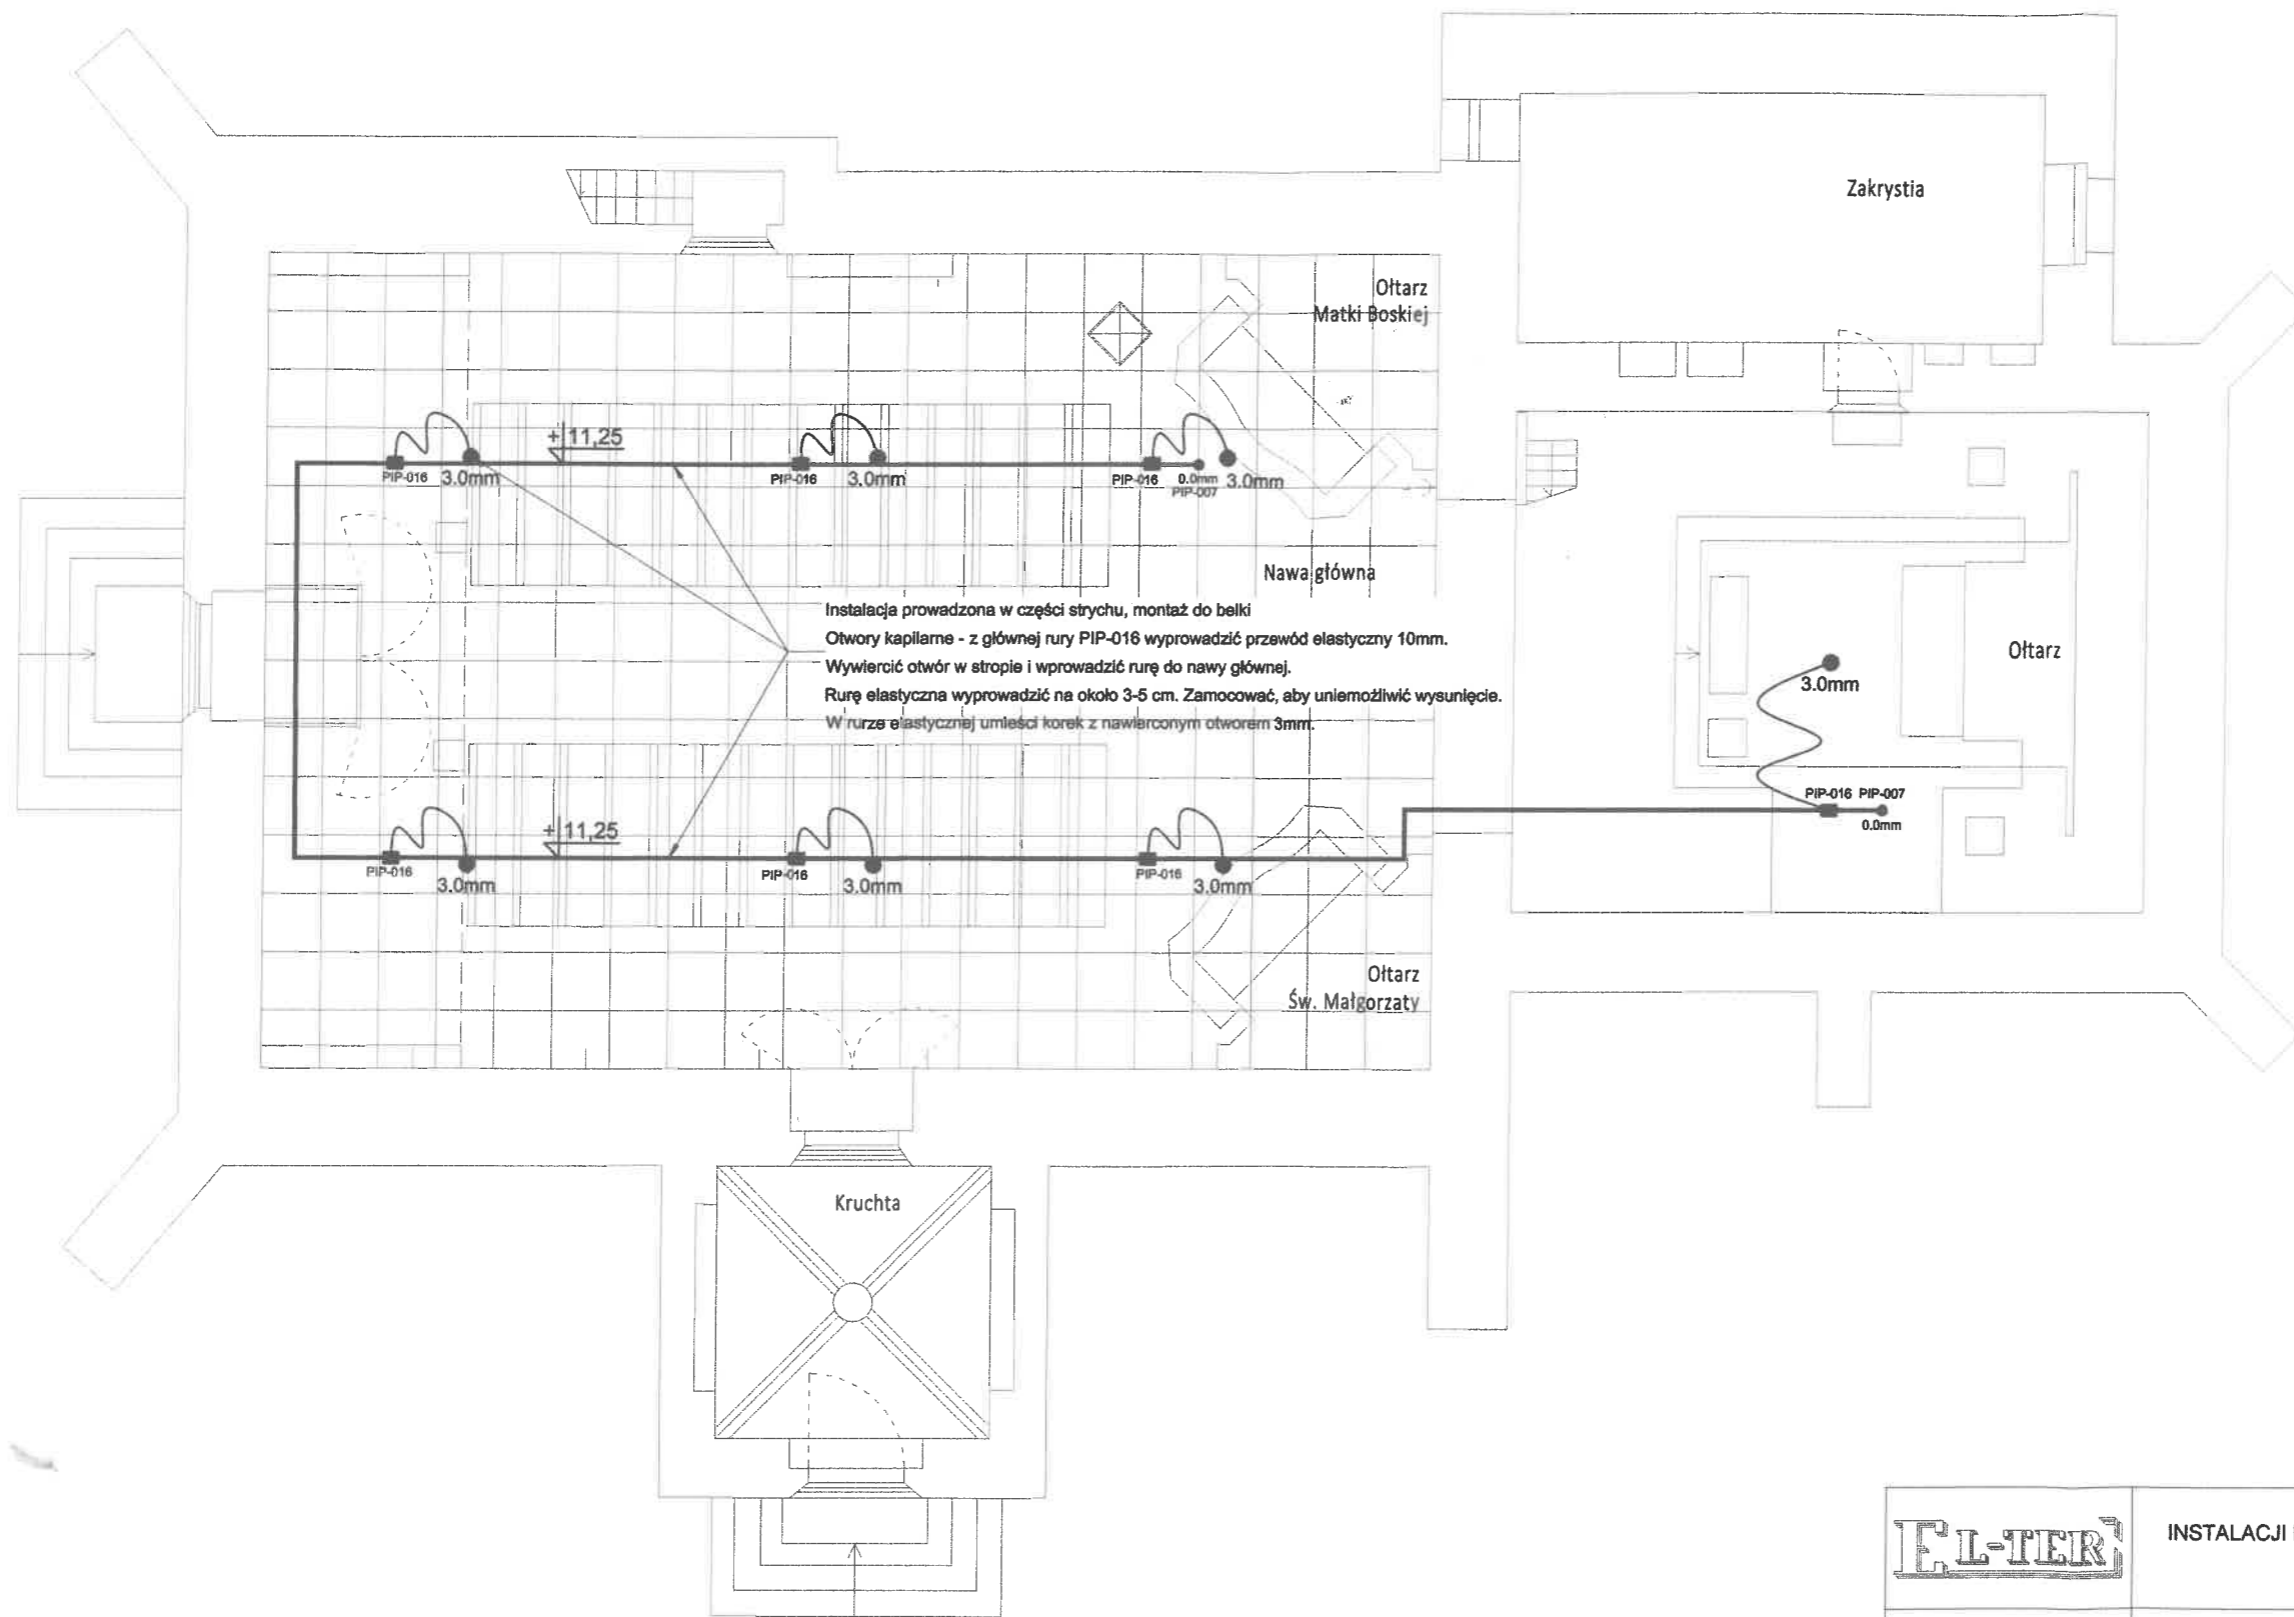 Zakrystia
Ołtarz
Matki Boskiej
+ 11,25
PIP-016 3.0mm
PIP-016 3.0mm
PIP-016 0.0mm 3.0mm
PIP-007
Nawa główna
Instalacja prowadzona w części strychu, montaż do belki
Otwory kapilarne - z głównej rury PIP-016 wyprowadzić przewód elastyczny 10mm.
Wywiercić otwór w stropie i wprowadzić rurę do nawy głównej.
Rurę elastyczna wyprowadzić na około 3-5 cm. Zamocować, aby uniemożliwić wysunięcie.
W rurze elastycznej umieści korek z nawierconym otworem 3mm.
Ołtarz
3.0mm
PIP-016 PIP-007
0.0mm
+ 11,25
PIP-016 3.0mm
PIP-016 3.0mm
PIP-016 3.0mm
Ołtarz
Św. Małgorzaty
Kruchta
EL-TER
INSTALACJI